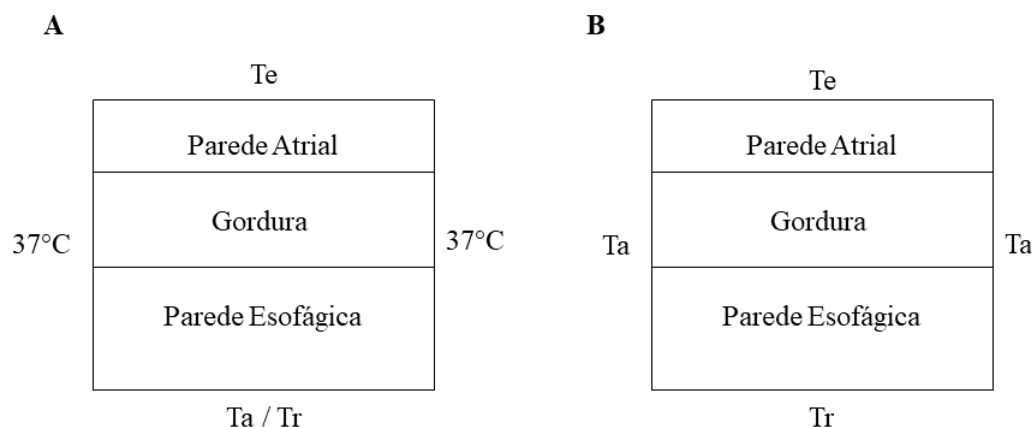 A
Te
Parede Atrial
Gordura
37°C
37°C
Parede Esofágica
Ta / Tr
B
Te
Parede Atrial
Gordura
Ta
Ta
Parede Esofágica
Tr